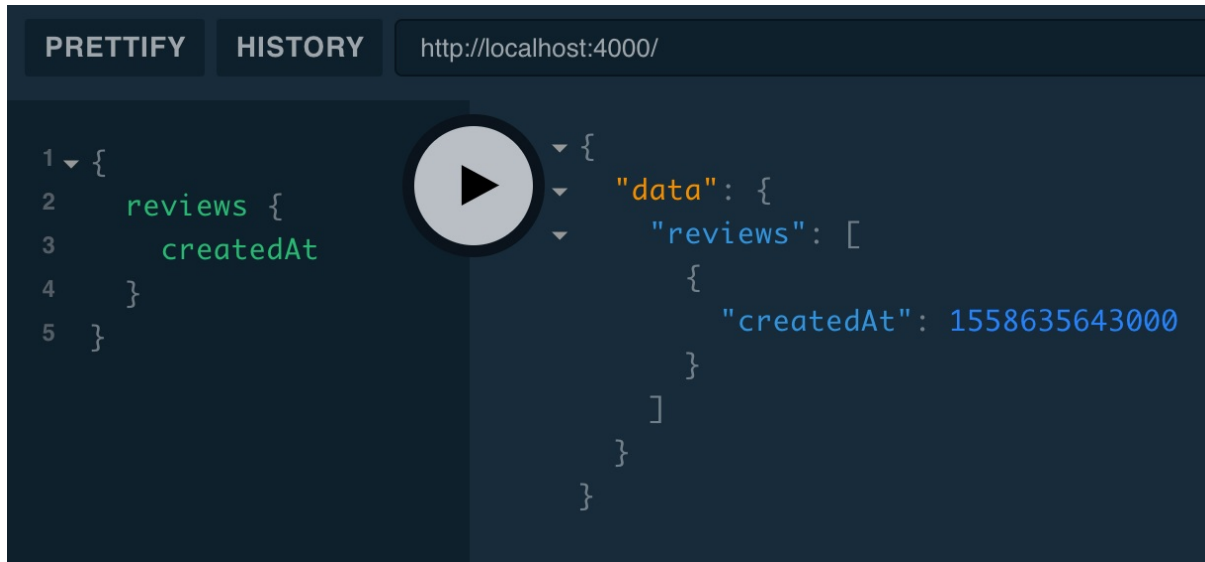 PRETTIFY HISTORY http://localhost:4000/
1 {
2 reviews {
3 createdAt
4 }
5 }
{
"data": {
"reviews": [
{
"createdAt": 1558635643000
}
]
}
}